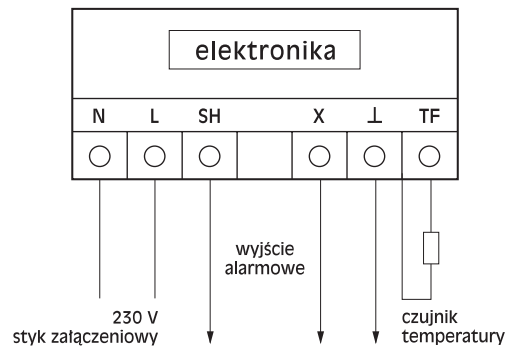 elektronika
N L SH X ⊥ TF
wyjście
alarmowe
230 V
styk załączeniowy
czujnik
temperatury